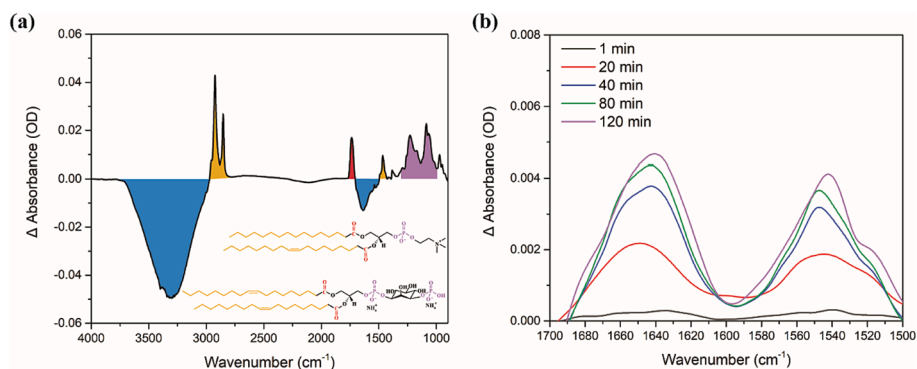 (a)
0.06
0.04
0.02
0.00
-0.02
-0.04
-0.06
Δ Absorbance (OD)
4000 3500 3000 2500 2000 1500 1000
Wavenumber (cm⁻¹)
(b)
1 min
20 min
40 min
80 min
120 min
0.008
0.006
0.004
0.002
0.000
Δ Absorbance (OD)
1700 1680 1660 1640 1620 1600 1580 1560 1540 1520 1500
Wavenumber (cm⁻¹)